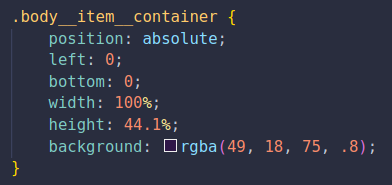 .body__item__container {
position: absolute;
left: 0;
bottom: 0;
width: 100%;
height: 44.1%;
background: rgba(49, 18, 75, .8);
}